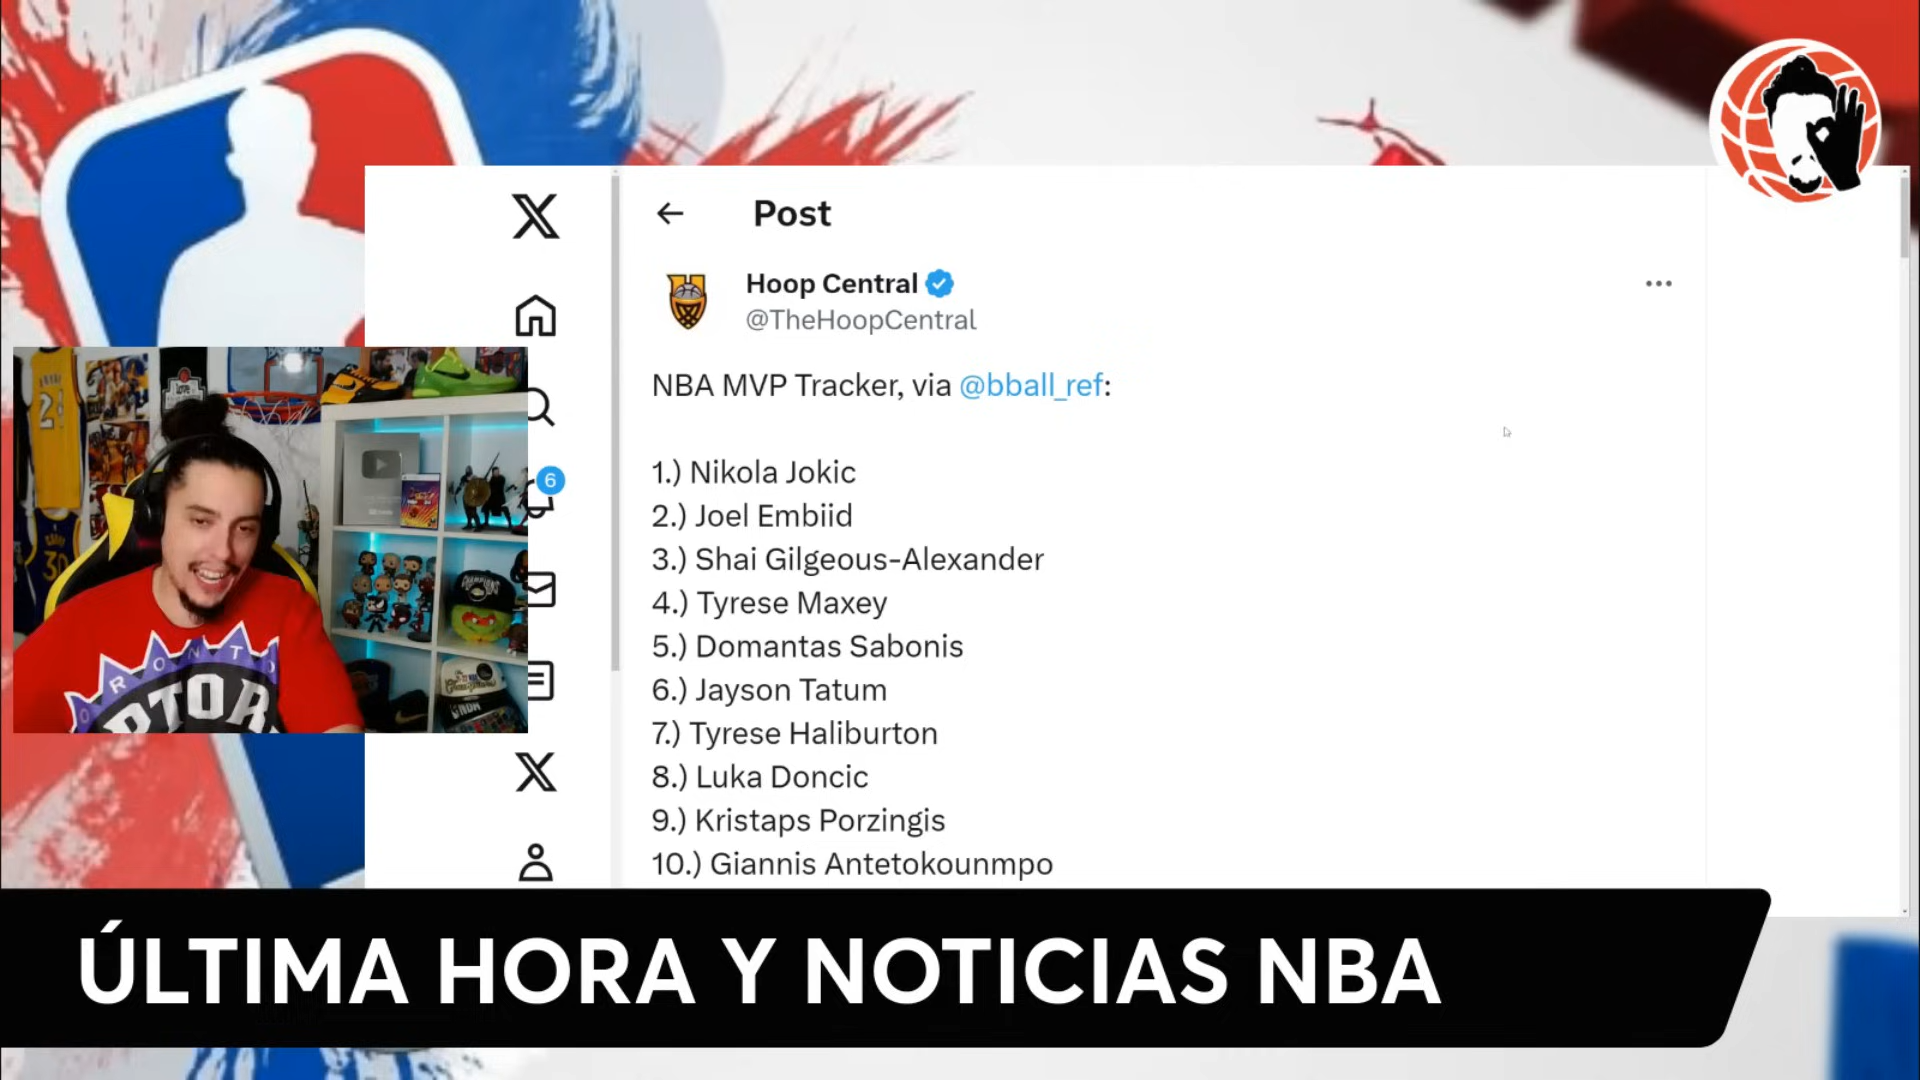 Post
Hoop Central
@TheHoopCentral
NBA MVP Tracker, via @bball_ref:
1.) Nikola Jokic
2.) Joel Embiid
3.) Shai Gilgeous-Alexander
4.) Tyrese Maxey
5.) Domantas Sabonis
6.) Jayson Tatum
7.) Tyrese Haliburton
8.) Luka Doncic
9.) Kristaps Porzingis
10.) Giannis Antetokounmpo
6
30
ÚLTIMA HORA Y NOTICIAS NBA